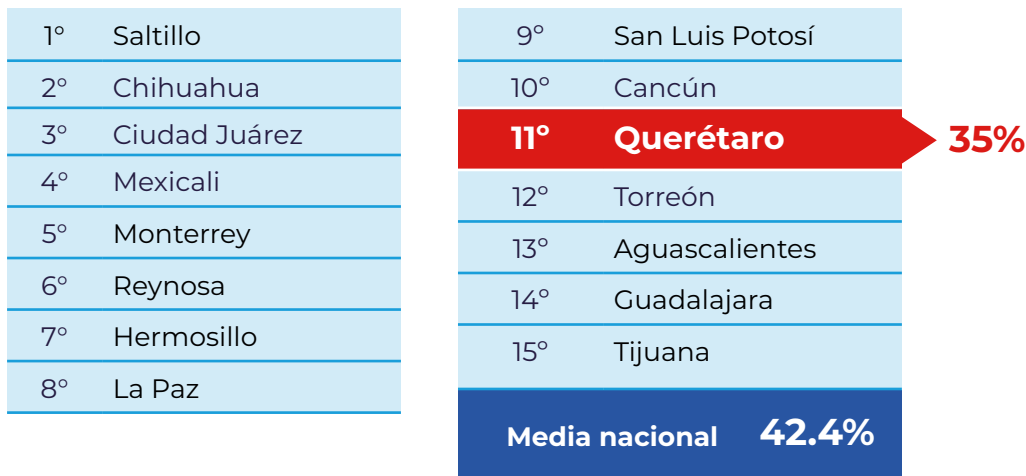 1° Saltillo
2° Chihuahua
3° Ciudad Juárez
4° Mexicali
5° Monterrey
6° Reynosa
7° Hermosillo
8° La Paz
9° San Luis Potosí
10° Cancún
11° Querétaro 35%
12° Torreón
13° Aguascalientes
14° Guadalajara
15° Tijuana
Media nacional 42.4%